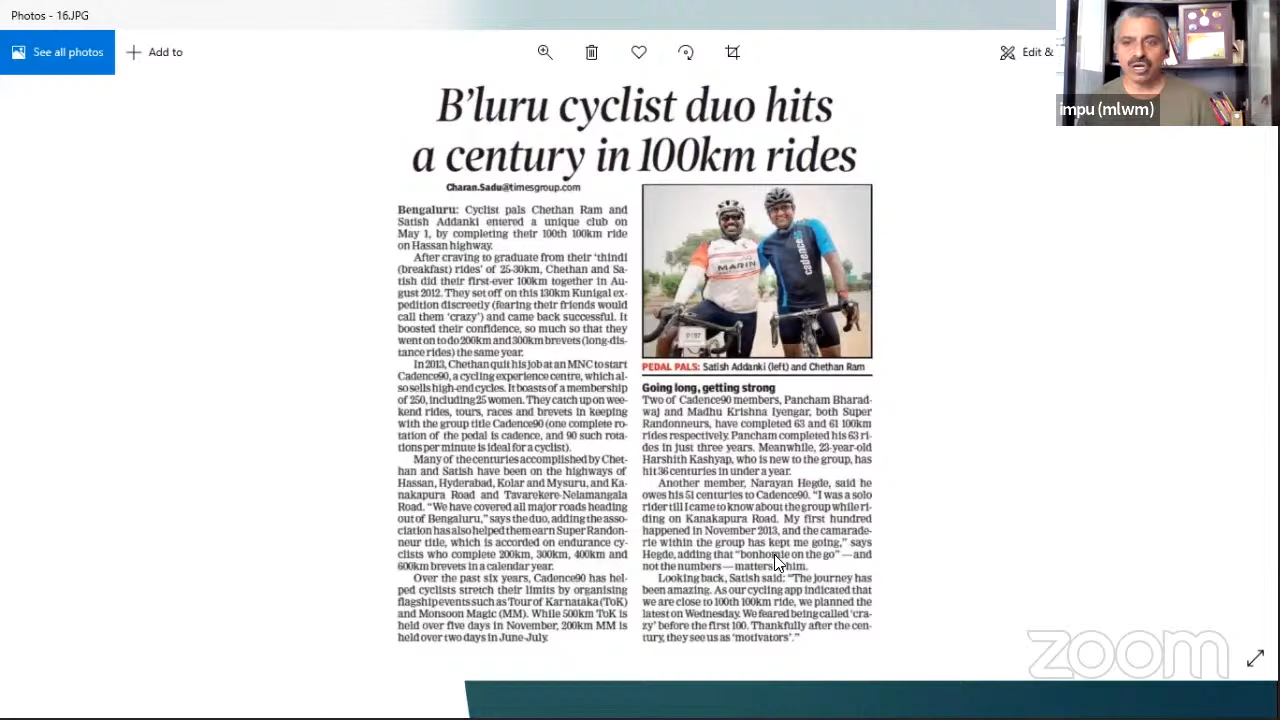 Photos - 16.JPG
See all photos
Add to
Edit &
impu (mlwm)
B'luru cyclist duo hits
a century in 100km rides
Charan.Sadu@timesgroup.com
Bengaluru: Cyclist pals Chethan Ram and
Satish Addanki entered a unique club on
May 1, by completing their 100th 100km ride
on Hassan highway.
After craving to graduate from their 'thindi
(breakfast) rides' of 25-30km, Chethan and Sa-
tish did their first-ever 100km together in Au-
gust 2012. They set off on this 130km Kunigal ex-
pedition discreetly (fearing their friends would
call them 'crazy') and came back successful. It
boosted their confidence, so much so that they
went on to do 200km and 300km brevets (long-dis-
tance rides) the same year.
In 2013, Chethan quit his job at an MNC to start
Cadence90, a cycling experience centre, which al-
so sells high-end cycles. It boasts of a membership
of 250, including 25 women. They catch up on wee-
kend rides, tours, races and brevets in keeping
with the group title Cadence90 (one complete ro-
tation of the pedal is cadence, and 90 such rota-
tions per minute is ideal for a cyclist).
Many of the centuries accomplished by Chet-
han and Satish have been on the highways of
Hassan, Hyderabad, Kolar and Mysuru, and Ka-
nakapura Road and Tavarekere-Nelamangala
Road. "We have covered all major roads heading
out of Bengaluru," says the duo, adding the asso-
ciation has also helped them earn Super Randon-
neur title, which is accorded on endurance cy-
clists who complete 200km, 300km, 400km and
600km brevets in a calendar year.
Over the past six years, Cadence90 has hel-
ped cyclists stretch their limits by organising
flagship events such as Tour of Karnataka (ToK)
and Monsoon Magic (MM). While 500km ToK is
held over five days in November, 200km MM is
held over two days in June-July.
MARIN
cadence90
PEDAL PALS: Satish Addanki (left) and Chethan Ram
Going long, getting strong
Two of Cadence90 members, Pancham Bharad-
waj and Madhu Krishna Iyengar, both Super
Randonneurs, have completed 63 and 61 100km
rides respectively. Pancham completed his 63 ri-
des in just three years. Meanwhile, 23-year-old
Harshith Kashyap, who is new to the group, has
hit 36 centuries in under a year.
Another member, Narayan Hegde, said he
owes his 51 centuries to Cadence90. "I was a solo
rider till I came to know about the group while ri-
ding on Kanakapura Road. My first hundred
happened in November 2013, and the camarade-
rie within the group has kept me going," says
Hegde, adding that "bonhomie on the go" — and
not the numbers — matters him.
Looking back, Satish said: "The journey has
been amazing. As our cycling app indicated that
we are close to 100th 100km ride, we planned the
latest on Wednesday. We feared being called 'cra-
zy' before the first 100. Thankfully after the cen-
tury, they see us as 'motivators'."
zoom